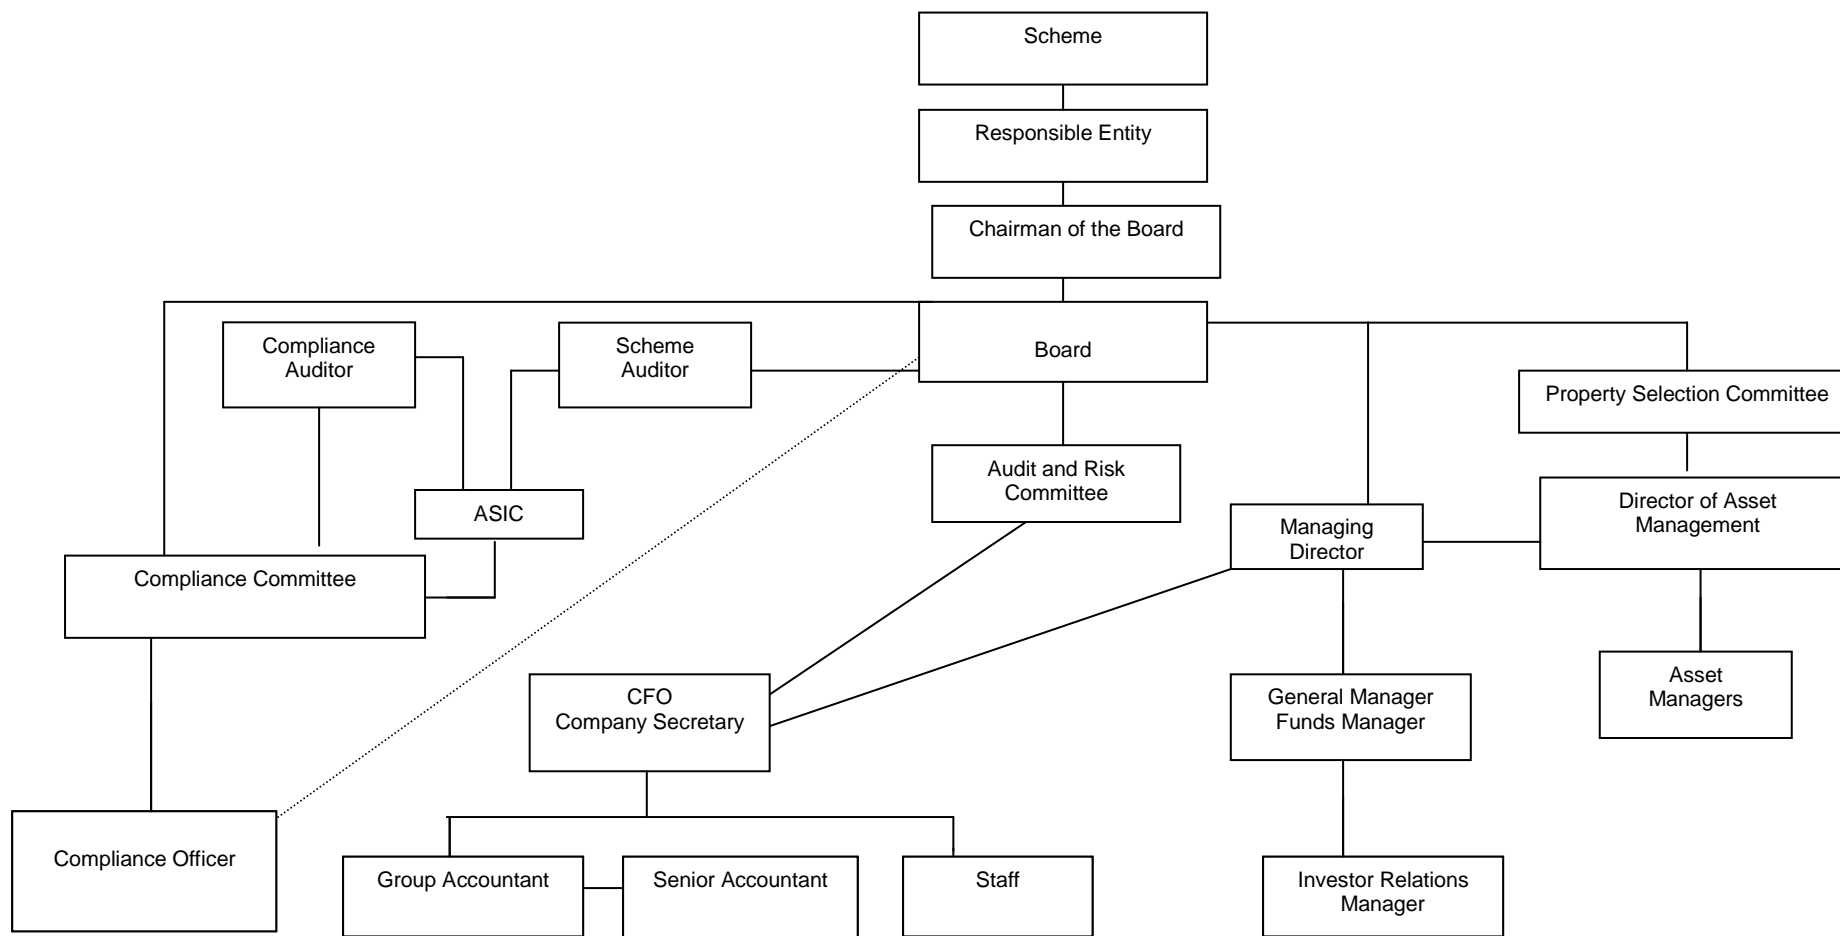 Scheme
Responsible Entity
Chairman of the Board
Compliance
Auditor
Scheme
Auditor
Board
Property Selection Committee
Audit and Risk
Committee
ASIC
Director of Asset
Management
Managing
Director
Compliance Committee
CFO
Company Secretary
General Manager
Funds Manager
Asset
Managers
Compliance Officer
Group Accountant
Senior Accountant
Staff
Investor Relations
Manager